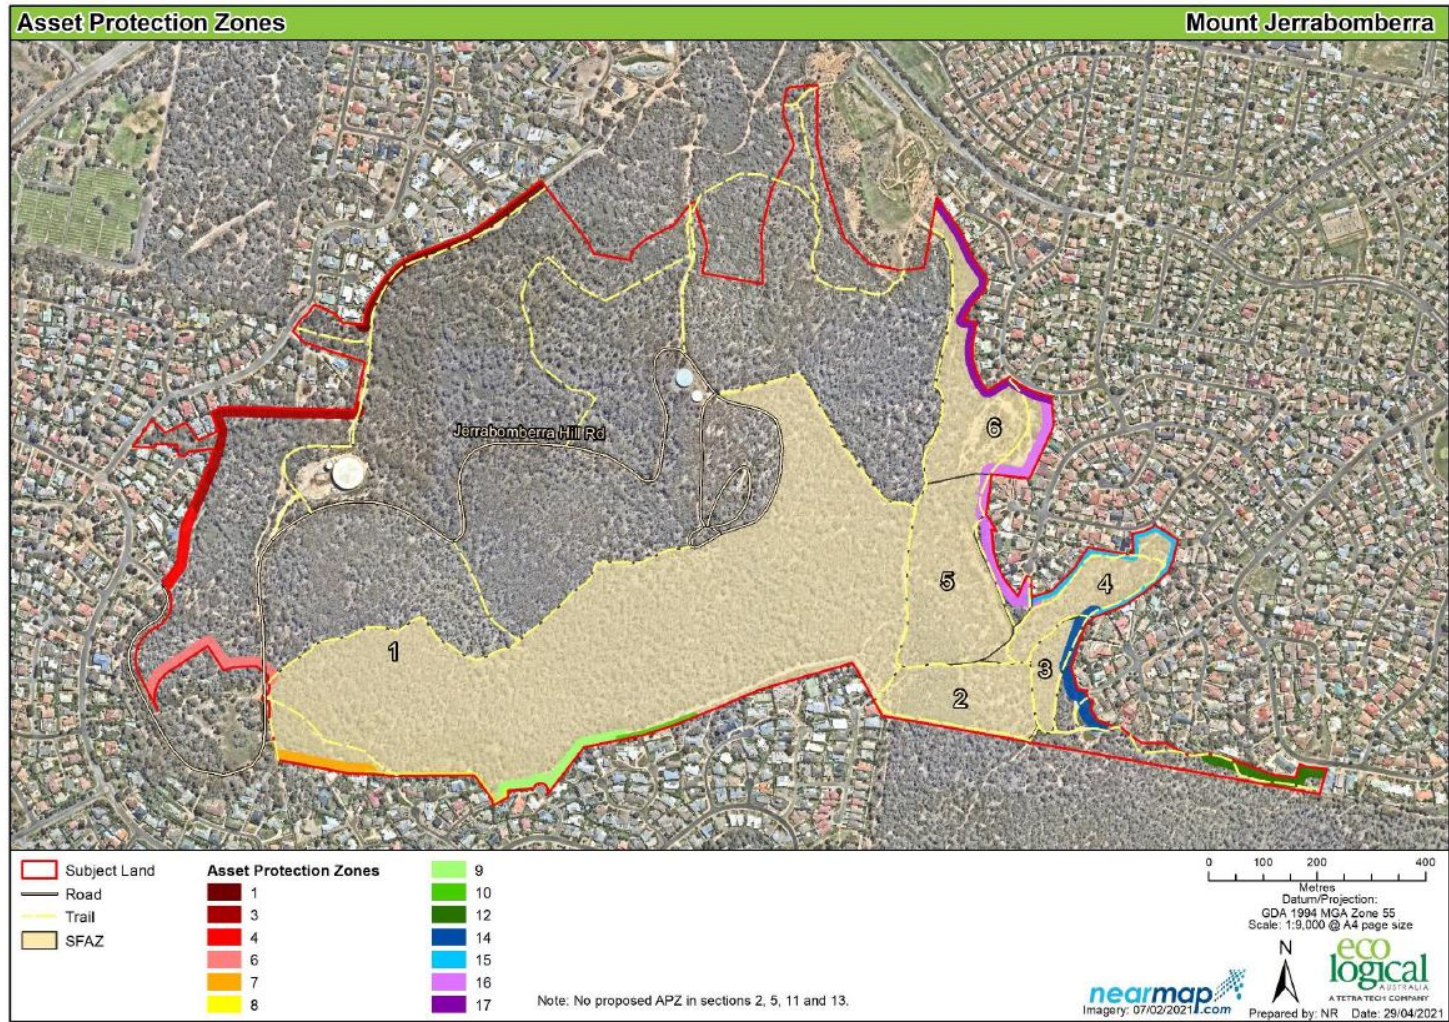 Asset Protection Zones
Mount Jerrabomberra
Jerrabomberra Hill Rd
6
5
4
1
3
2
Subject Land
Road
Trail
SFAZ
Asset Protection Zones
1
3
4
6
7
8
9
10
12
14
15
16
17
Note: No proposed APZ in sections 2, 5, 11 and 13.
0 100 200 400
Metres
Datum/Projection:
GDA 1994 MGA Zone 55
Scale: 1:9,000 @ A4 page size
N
eco
logical
AUSTRALIA
A TETRA TECH COMPANY
nearmap
.com
Imagery: 07/02/2021
Prepared by: NR Date: 29/04/2021